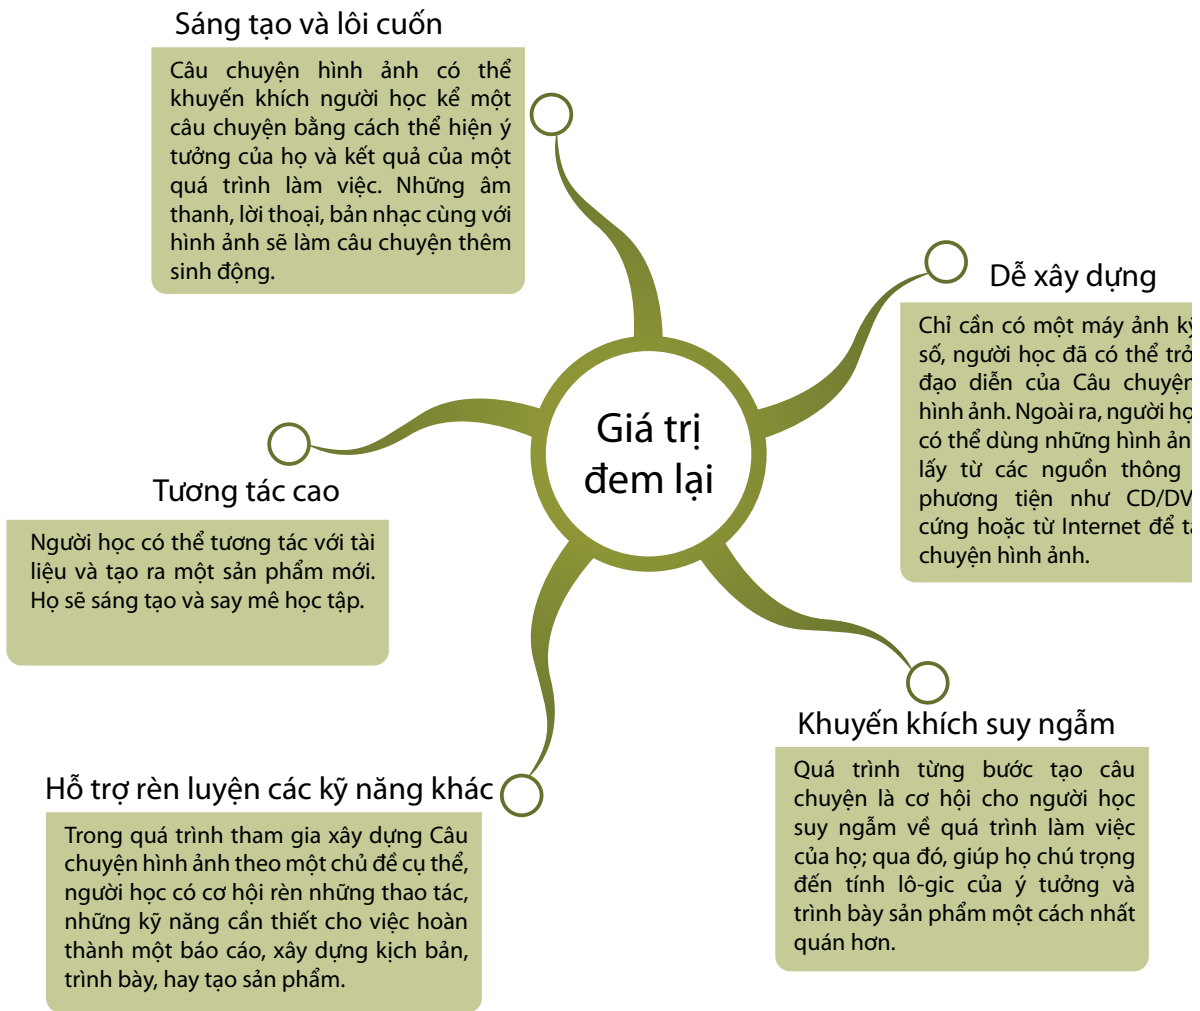 Sáng tạo và lôi cuốn
Câu chuyện hình ảnh có thể
khuyến khích người học kể một
câu chuyện bằng cách thể hiện ý
tưởng của họ và kết quả của một
quá trình làm việc. Những âm
thanh, lời thoại, bản nhạc cùng với
hình ảnh sẽ làm câu chuyện thêm
sinh động.
Dễ xây dựng
Chỉ cần có một máy ảnh kỹ
số, người học đã có thể trở
đạo diễn của Câu chuyện
hình ảnh. Ngoài ra, người
có thể dùng những hình
lấy từ các nguồn thông
phương tiện như
cứng hoặc từ Internet để
chuyện hình ảnh.
Giá trị
đem lại
Tương tác cao
Người học có thể tương tác với tài
liệu và tạo ra một sản phẩm mới.
Họ sẽ sáng tạo và say mê học tập.
Khuyến khích suy ngẫm
Quá trình từng bước tạo câu
chuyện là cơ hội cho người học
suy ngẫm về quá trình làm việc
của họ; qua đó, giúp họ chú trọng
đến tính lô-gic của ý tưởng và
trình bày sản phẩm một cách nhất
quán hơn.
Hỗ trợ rèn luyện các kỹ năng khác
Trong quá trình tham gia xây dựng Câu
chuyện hình ảnh theo một chủ đề cụ thể,
người học có cơ hội rèn những thao tác,
những kỹ năng cần thiết cho việc hoàn
thành một báo cáo, xây dựng kịch bản,
trình bày, hay tạo sản phẩm.